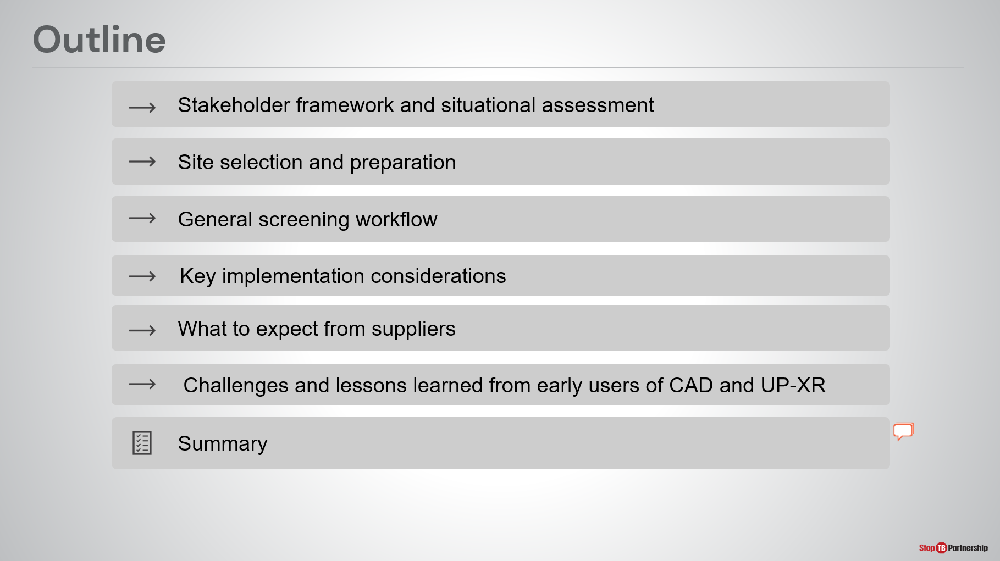 Outline
Stakeholder framework and situational assessment
Site selection and preparation
General screening workflow
Key implementation considerations
What to expect from suppliers
Challenges and lessons learned from early users of CAD and UP-XR
Summary
Stop TB Partnership